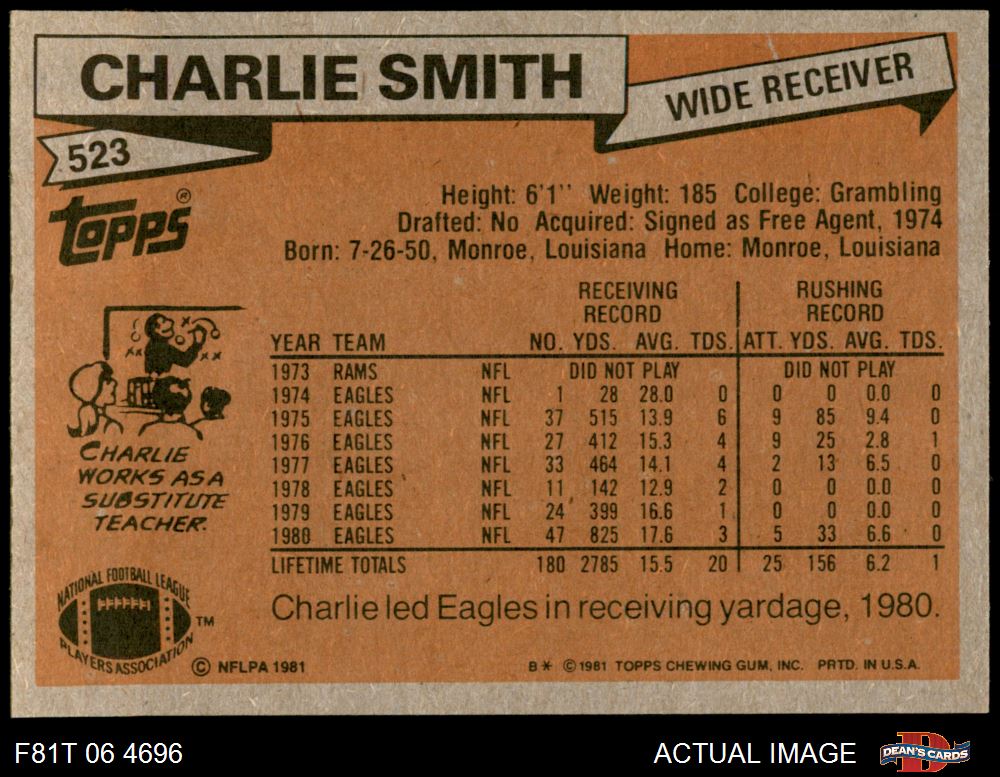 CHARLIE SMITH
WIDE RECEIVER
523
TOPPS ®
Height: 6'1" Weight: 185 College: Grambling
Drafted: No Acquired: Signed as Free Agent, 1974
Born: 7-26-50, Monroe, Louisiana Home: Monroe, Louisiana
RECEIVING RECORD RUSHING RECORD
YEAR TEAM NO. YDS. AVG. TDS. ATT. YDS. AVG. TDS.
1973 RAMS NFL DID NOT PLAY DID NOT PLAY
1974 EAGLES NFL 1 28 28.0 0 0 0 0.0 0
1975 EAGLES NFL 37 515 13.9 6 9 85 9.4 0
1976 EAGLES NFL 27 412 15.3 4 9 25 2.8 1
1977 EAGLES NFL 33 464 14.1 4 2 13 6.5 0
1978 EAGLES NFL 11 142 12.9 2 0 0 0.0 0
1979 EAGLES NFL 24 399 16.6 1 0 0 0.0 0
1980 EAGLES NFL 47 825 17.6 3 5 33 6.6 0
LIFETIME TOTALS 180 2785 15.5 20 25 156 6.2 1
CHARLIE
WORKS AS A
SUBSTITUTE
TEACHER.
Charlie led Eagles in receiving yardage, 1980.
NATIONAL FOOTBALL LEAGUE
PLAYERS ASSOCIATION
TM
© NFLPA 1981
B* © 1981 TOPPS CHEWING GUM, INC. PRTD. IN U.S.A.
F81T 06 4696
ACTUAL IMAGE
DEAN'S CARDS